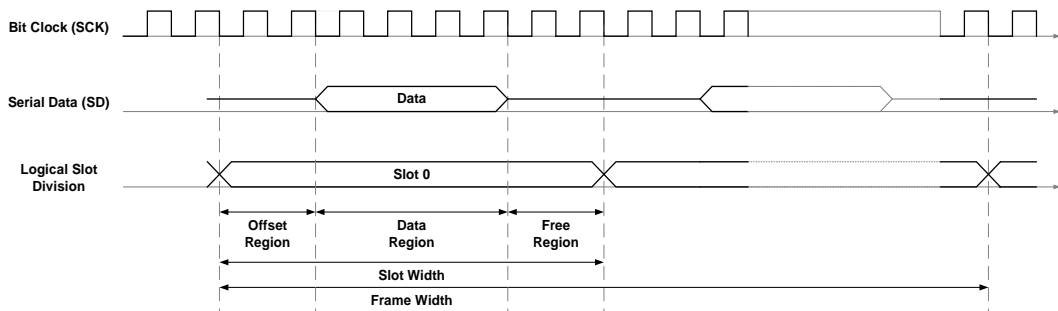 Bit Clock (SCK)
Serial Data (SD)
Data
Logical Slot
Division
Slot 0
Offset
Region
Data
Region
Free
Region
Slot Width
Frame Width